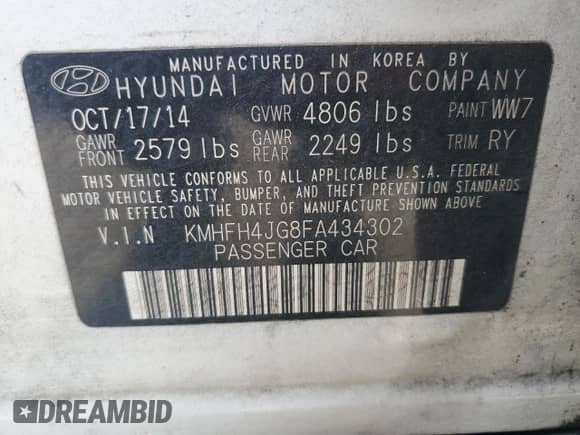 MANUFACTURED IN KOREA BY
HYUNDAI MOTOR COMPANY
OCT/17/14 GVWR 4806 lbs PAINT WW7
GAWR FRONT 2579 lbs GAWR REAR 2249 lbs TRIM RY
THIS VEHICLE CONFORMS TO ALL APPLICABLE U.S.A. FEDERAL
MOTOR VEHICLE SAFETY, BUMPER, AND THEFT PREVENTION STANDARDS
IN EFFECT ON THE DATE OF MANUFACTURE SHOWN ABOVE.
V.I.N KMHFH4JG8FA434302
PASSENGER CAR
DREAMBID